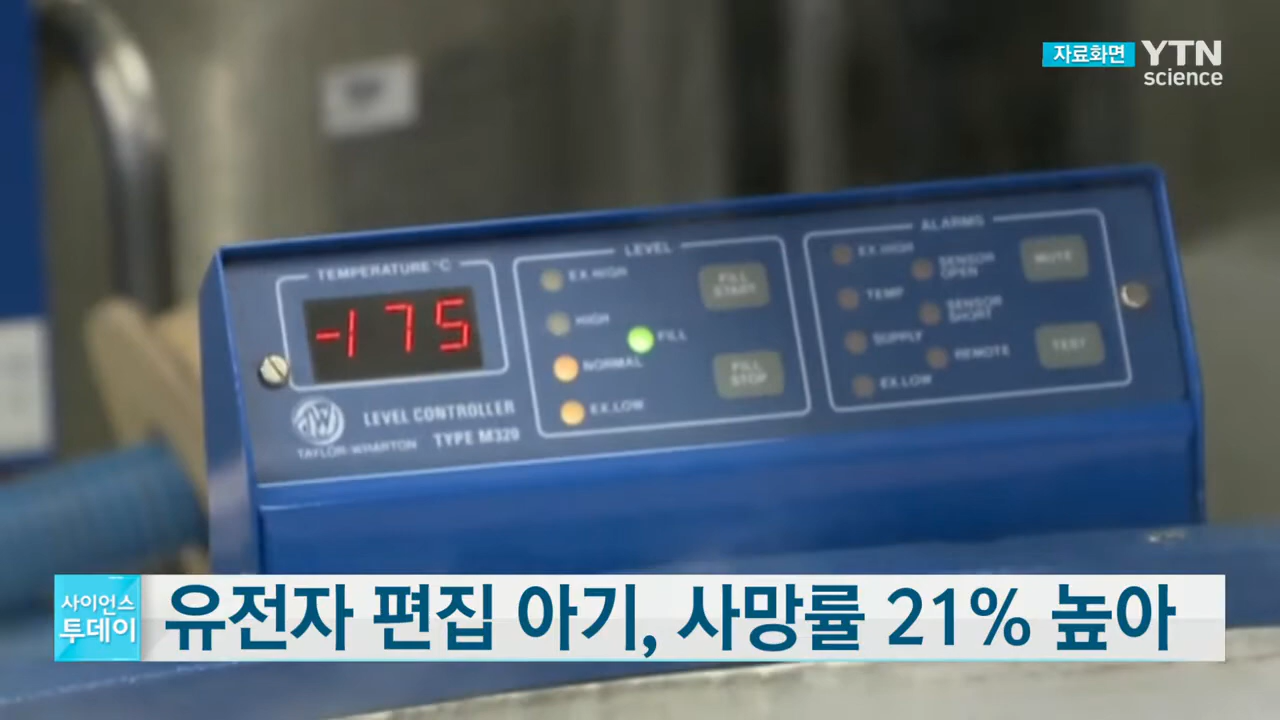 자료화면
YTN
science
TEMPERATURE°C
-175
LEVEL CONTROLLER
TYPE M320
TAYLOR-WHARTON
LEVEL
EX.HIGH
HIGH
NORMAL
EX.LOW
FILL
FILL START
FILL STOP
ALARMS
EX.HIGH
TEMP
SUPPLY
EX.LOW
SENSOR OPEN
SENSOR SHORT
REMOTE
MUTE
TEST
사이언스
투데이
유전자 편집 아기, 사망률 21% 높아